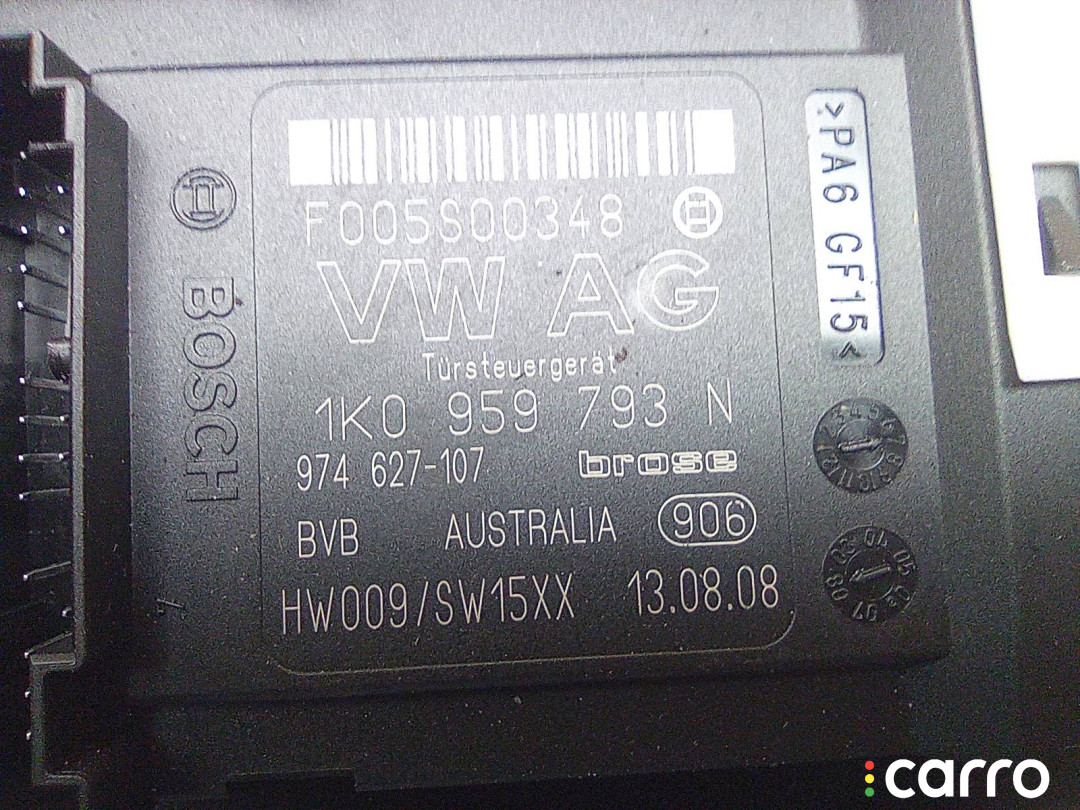 F005S00348
VW AG
Türsteuergerät
1K0 959 793 N
974 627-107 brose
BVB AUSTRALIA 906
HW009/SW15XX 13.08.08
BOSCH
>PA6 GF15<
carro